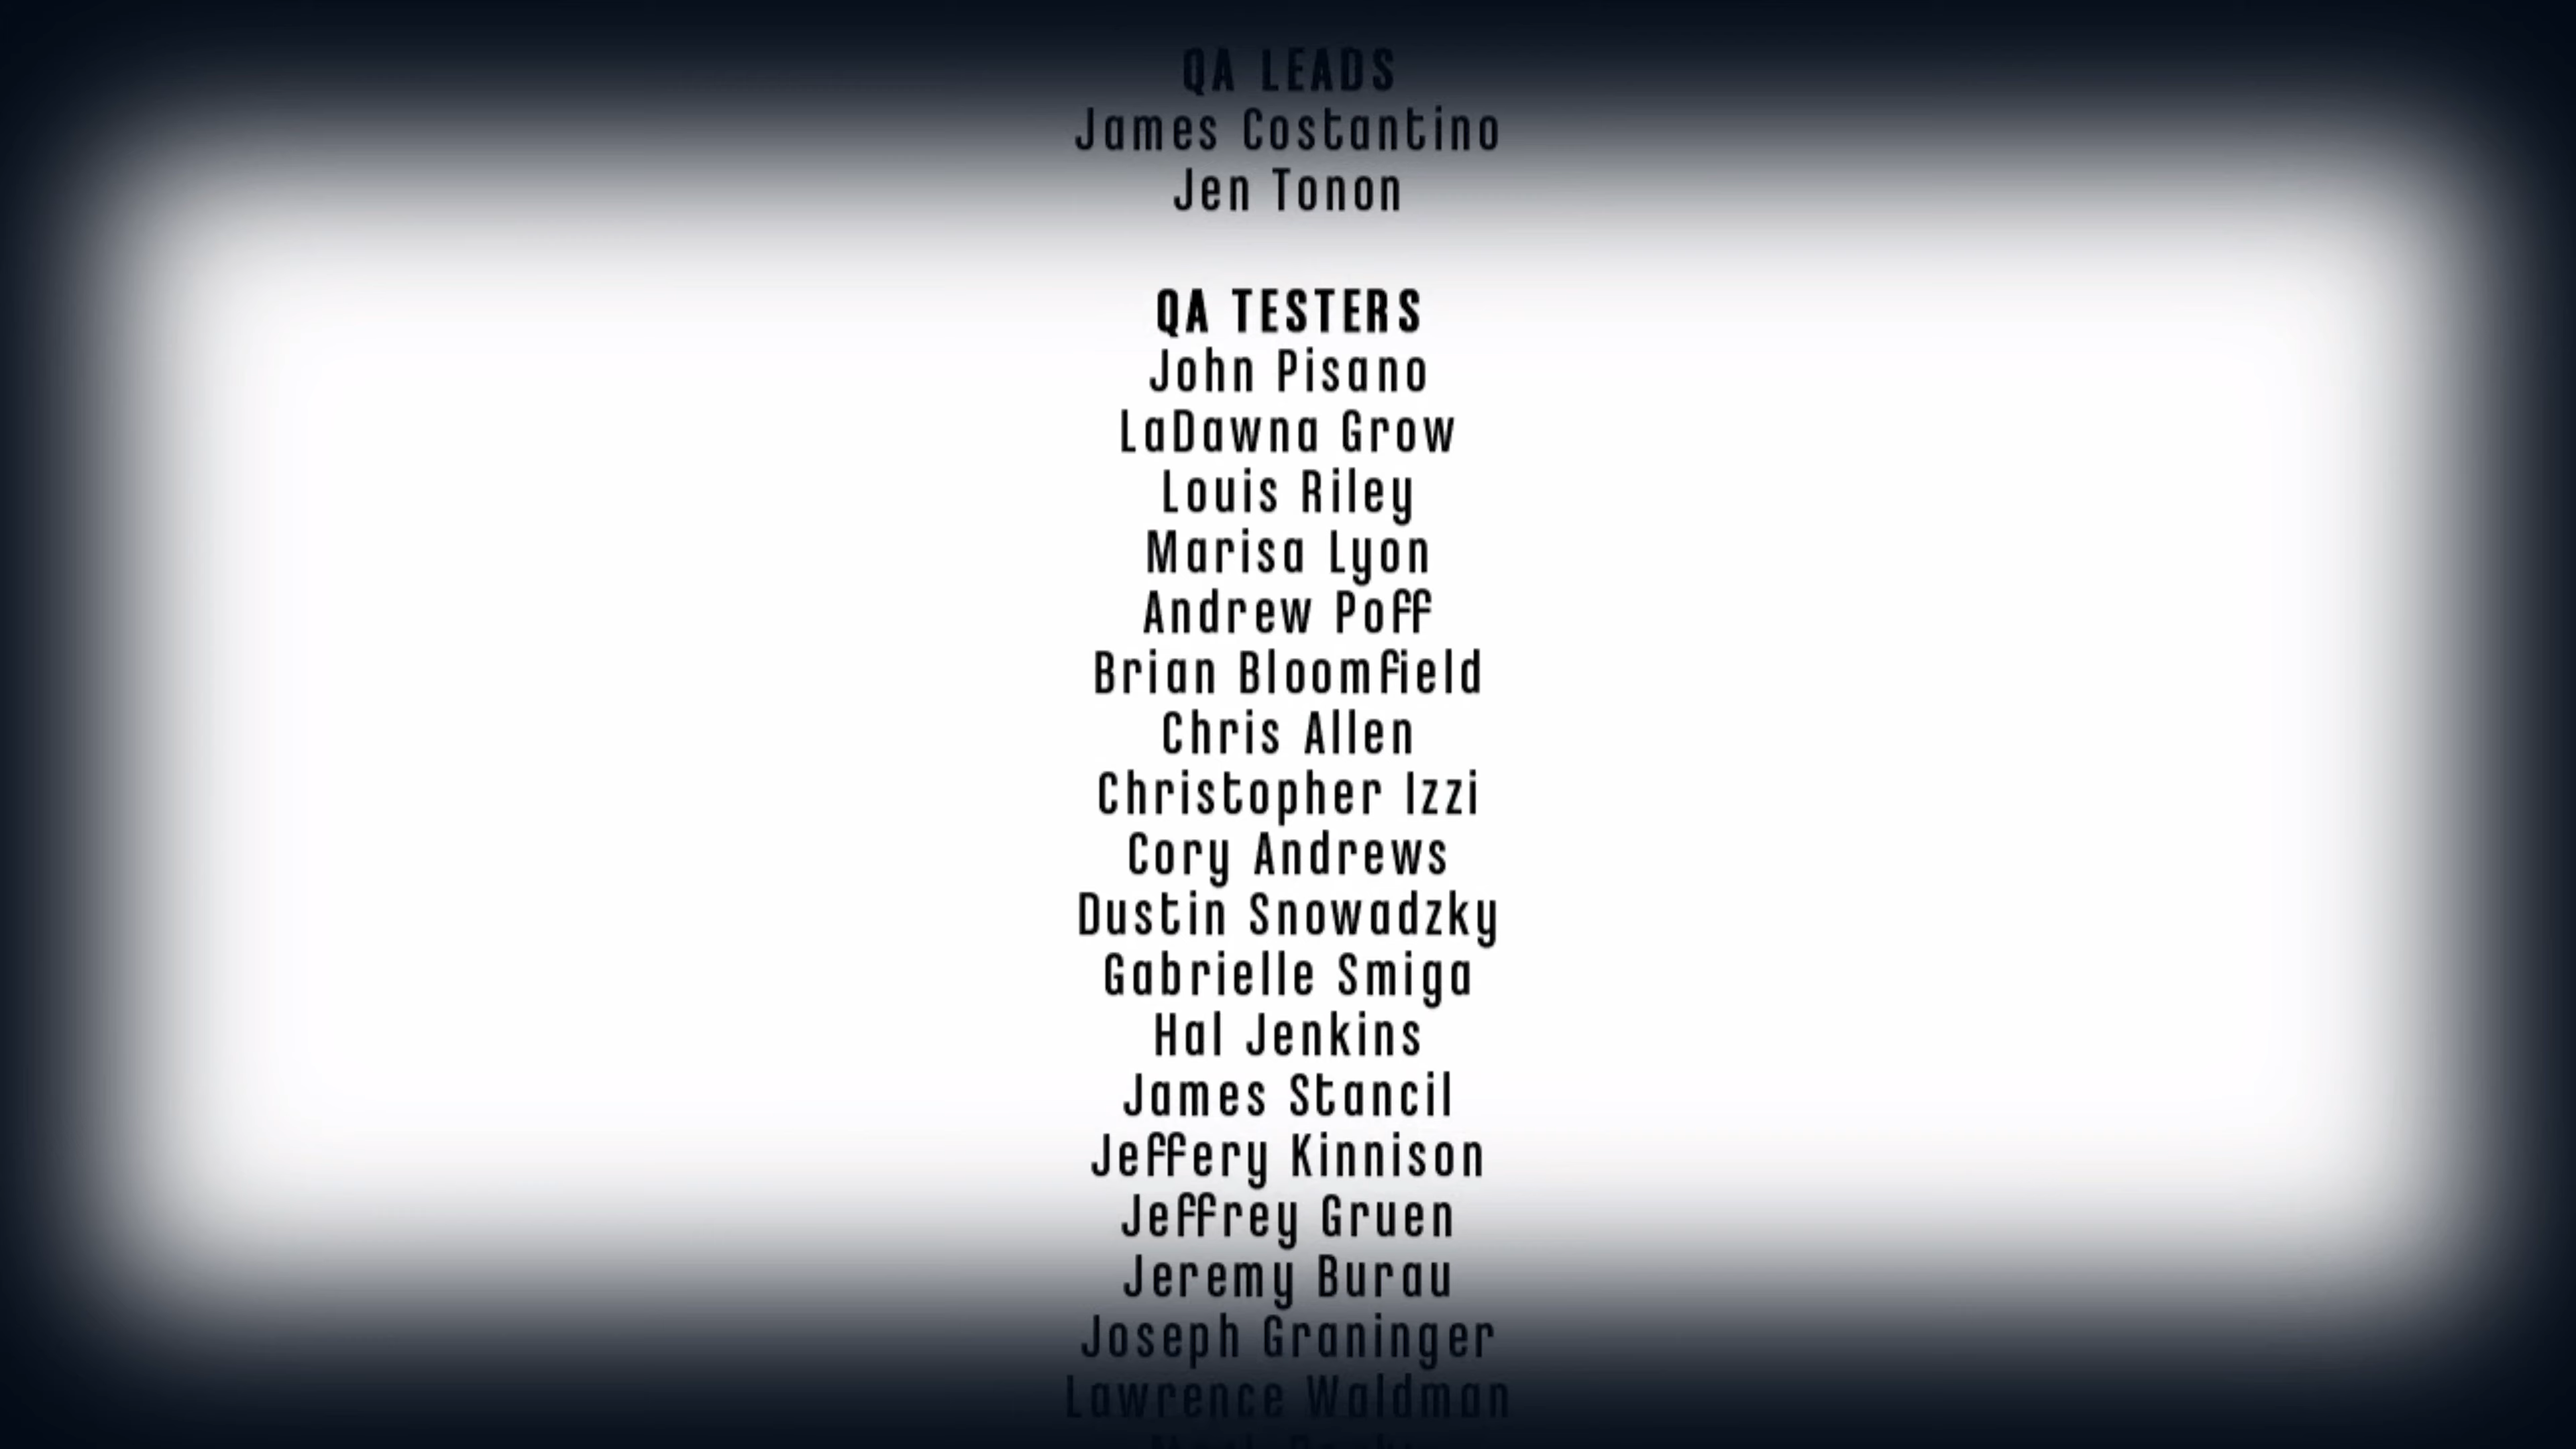 QA LEADS
James Costantino
Jen Tonon
QA TESTERS
John Pisano
LaDawna Grow
Louis Riley
Marisa Lyon
Andrew Poff
Brian Bloomfield
Chris Allen
Christopher Izzi
Cory Andrews
Dustin Snowadzky
Gabrielle Smiga
Hal Jenkins
James Stancil
Jeffery Kinnison
Jeffrey Gruen
Jeremy Burau
Joseph Graninger
Lawrence Waldman